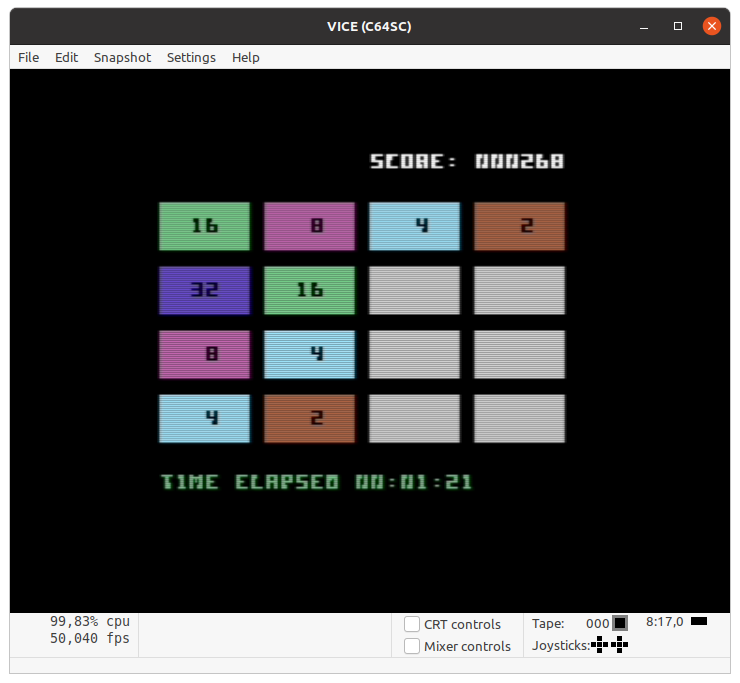 VICE (C64SC)
File Edit Snapshot Settings Help
SCORE: 000268
16 8 4 2
32 16
8 4
4 2
TIME ELAPSED 00:01:21
99,83% cpu
50,040 fps
CRT controls
Mixer controls
Tape: 000
8:17,0
Joysticks: